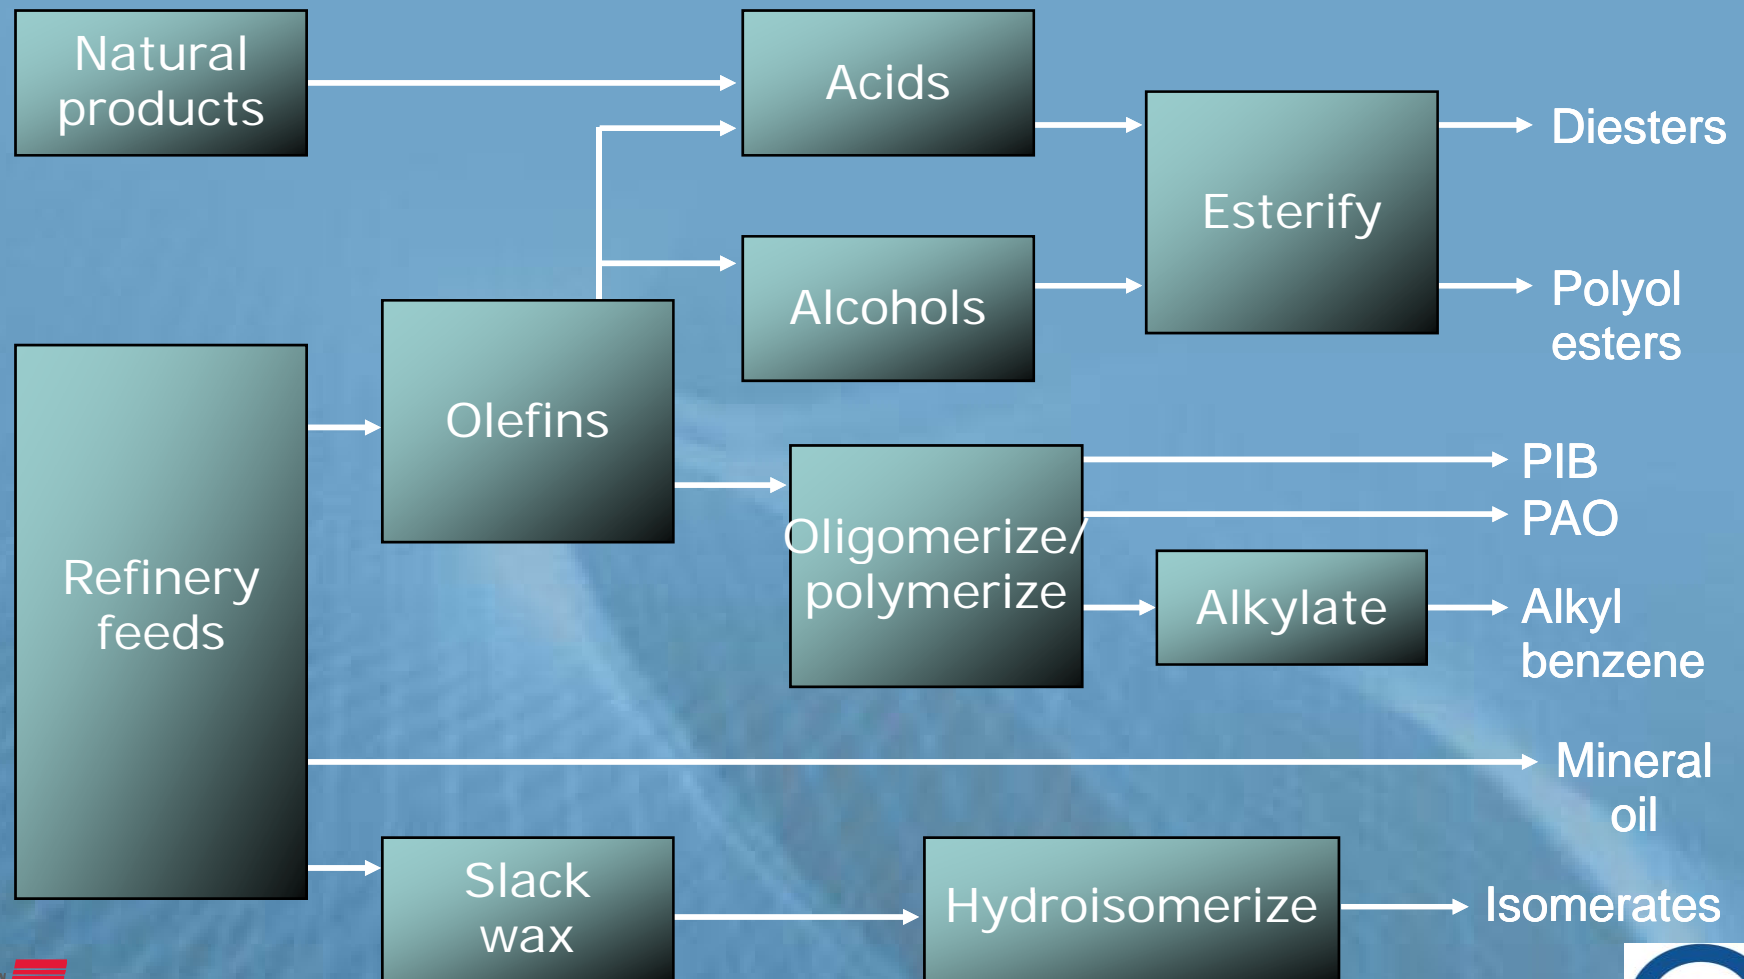 Natural
products
Acids
Esterify
Diesters
Alcohols
Polyol
esters
Olefins
Refinery
feeds
Oligomerize/
polymerize
PIB
PAO
Alkylate
Alkyl
benzene
Mineral
oil
Slack
wax
Hydroisomerize
Isomerates